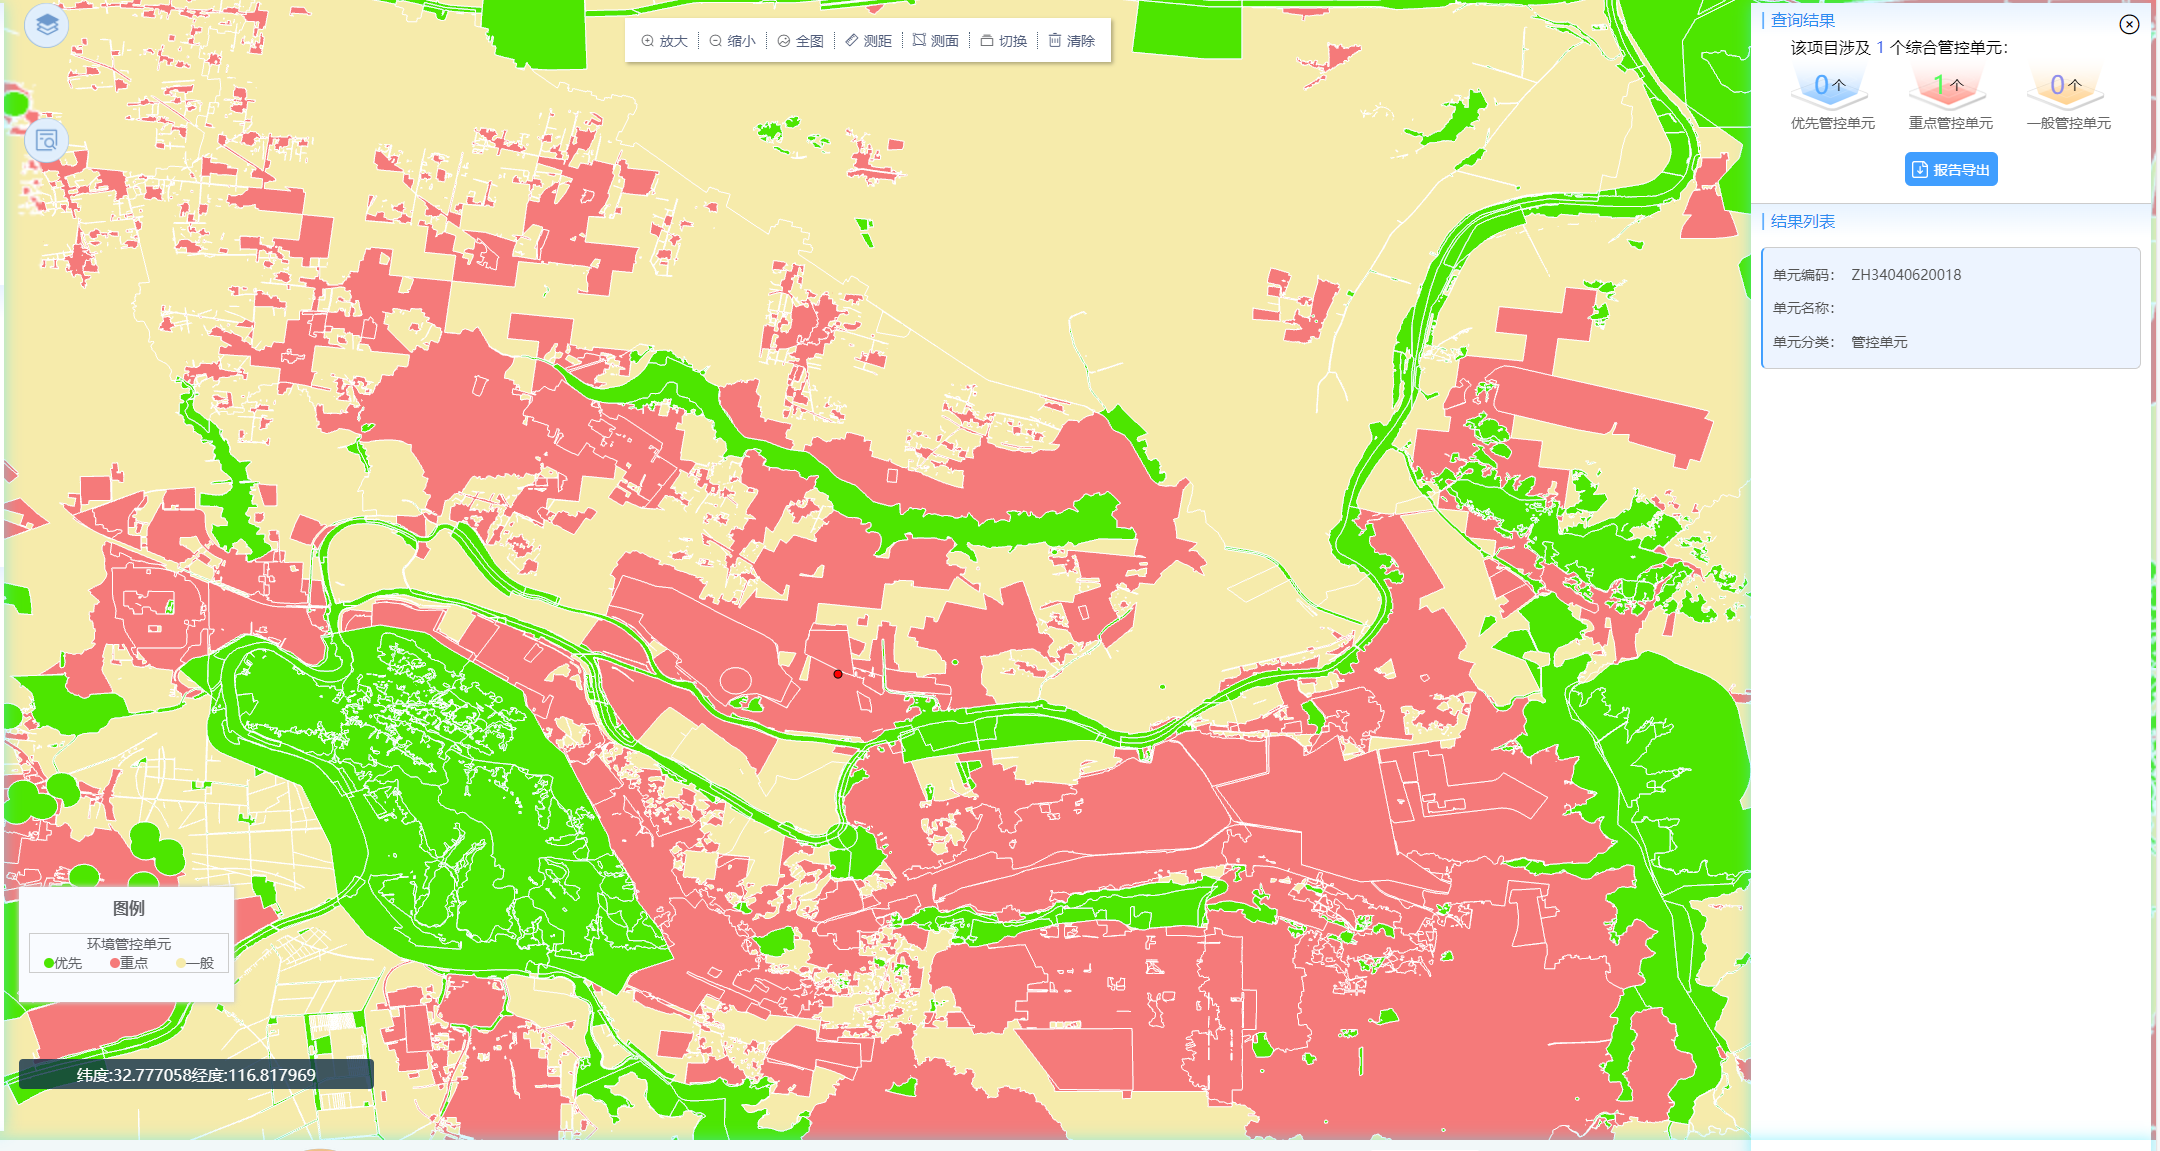 放大 缩小 全图 测距 测面 切换 清除
查询结果
该项目涉及 1 个综合管控单元:
0个 1个 0个
优先管控单元 重点管控单元 一般管控单元
报告导出
结果列表
单元编码: ZH34040620018
单元名称:
单元分类: 管控单元
图例
环境管控单元
优先 重点 一般
纬度:32.777058经度:116.817969